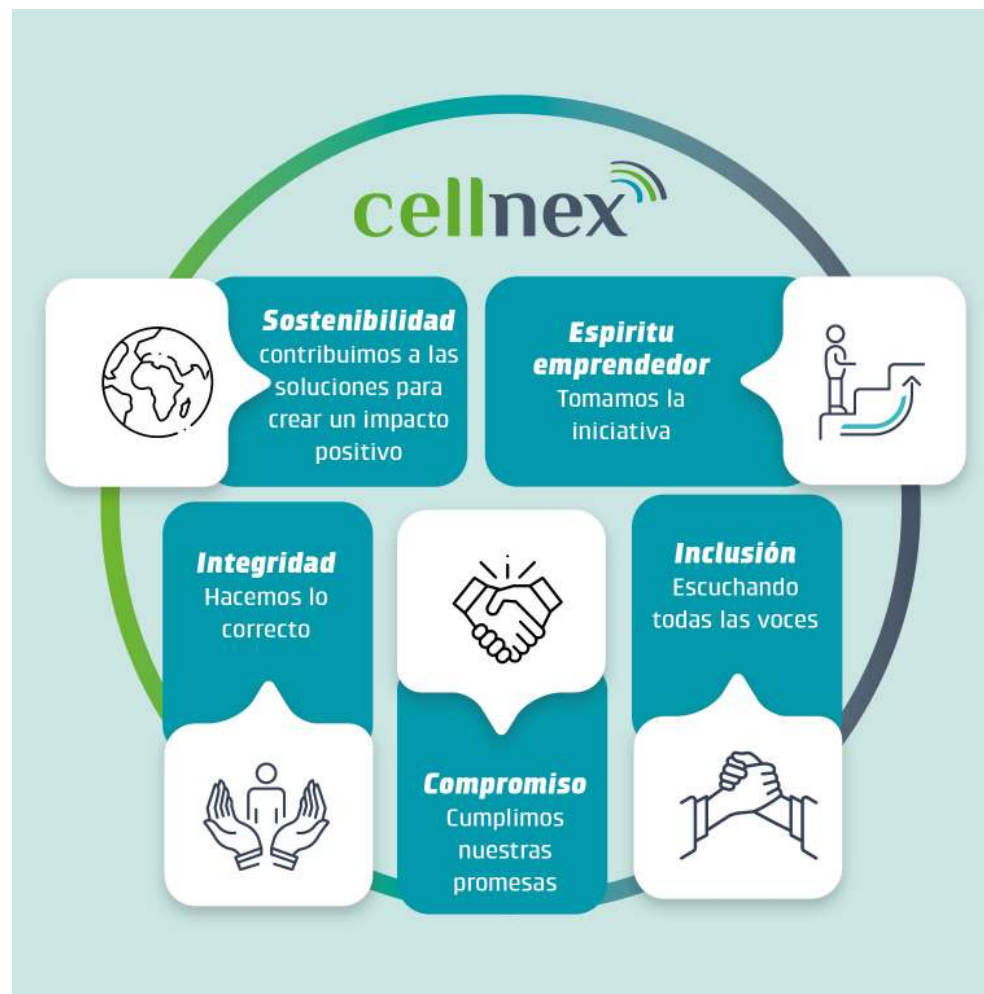 cellnex
Sostenibilidad
contribuimos a las
soluciones para
crear un impacto
positivo
Espiritu
emprendedor
Tomamos la
iniciativa
Integridad
Hacemos lo
correcto
Compromiso
Cumplimos
nuestras
promesas
Inclusión
Escuchando
todas las voces